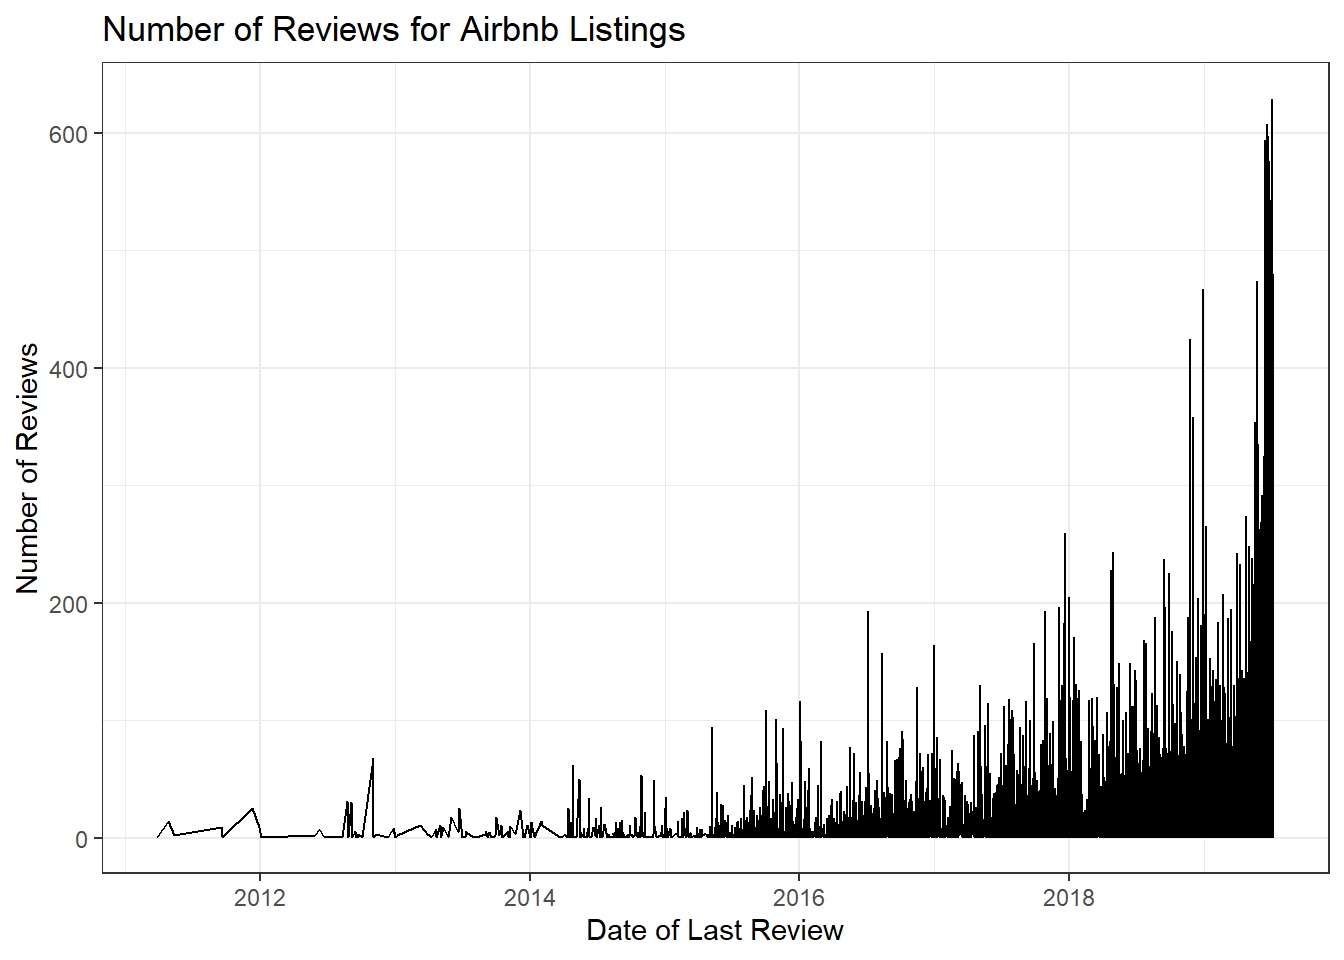 Number of Reviews for Airbnb Listings
Number of Reviews
600
400
200
0
2012
2014
2016
2018
Date of Last Review